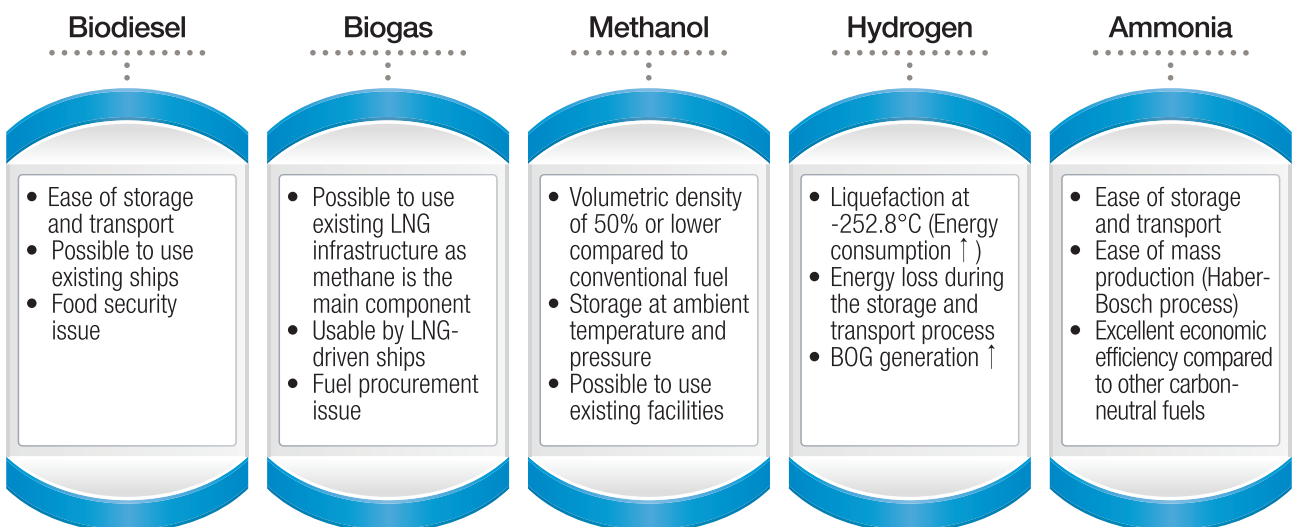 Biodiesel
• Ease of storage
and transport
• Possible to use
existing ships
• Food security
issue
Biogas
• Possible to use
existing LNG
infrastructure as
methane is the
main component
• Usable by LNG-
driven ships
• Fuel procurement
issue
Methanol
• Volumetric density
of 50% or lower
compared to
conventional fuel
• Storage at ambient
temperature and
pressure
• Possible to use
existing facilities
Hydrogen
• Liquefaction at
-252.8°C (Energy
consumption ↑ )
• Energy loss during
the storage and
transport process
• BOG generation ↑
Ammonia
• Ease of storage
and transport
• Ease of mass
production (Haber-
Bosch process)
• Excellent economic
efficiency compared
to other carbon-
neutral fuels